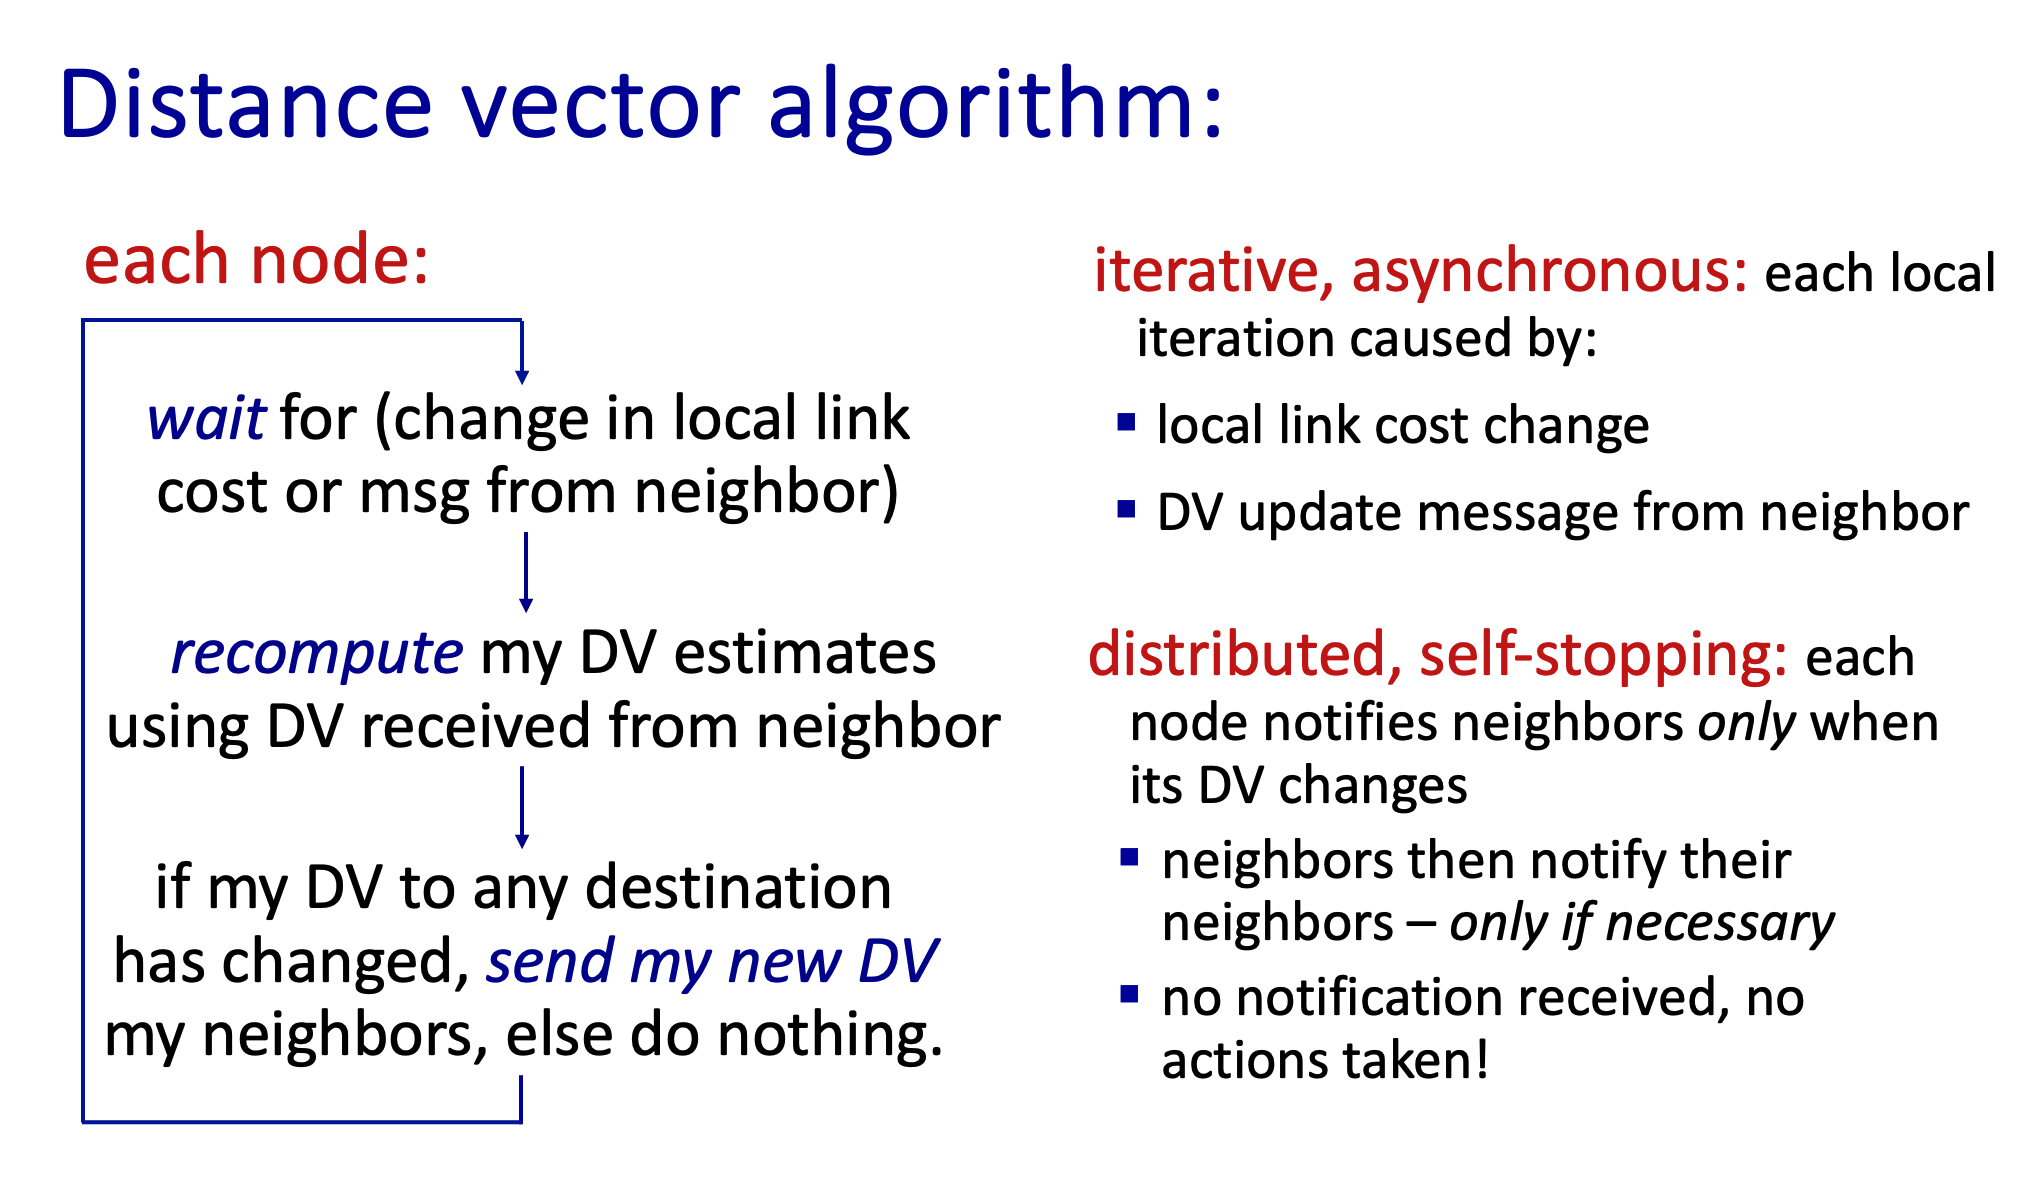 Distance vector algorithm:
each node:
wait for (change in local link
cost or msg from neighbor)
recompute my DV estimates
using DV received from neighbor
if my DV to any destination
has changed, send my new DV
my neighbors, else do nothing.
iterative, asynchronous: each local
iteration caused by:
▪ local link cost change
▪ DV update message from neighbor
distributed, self-stopping: each
node notifies neighbors only when
its DV changes
▪ neighbors then notify their
neighbors – only if necessary
▪ no notification received, no
actions taken!